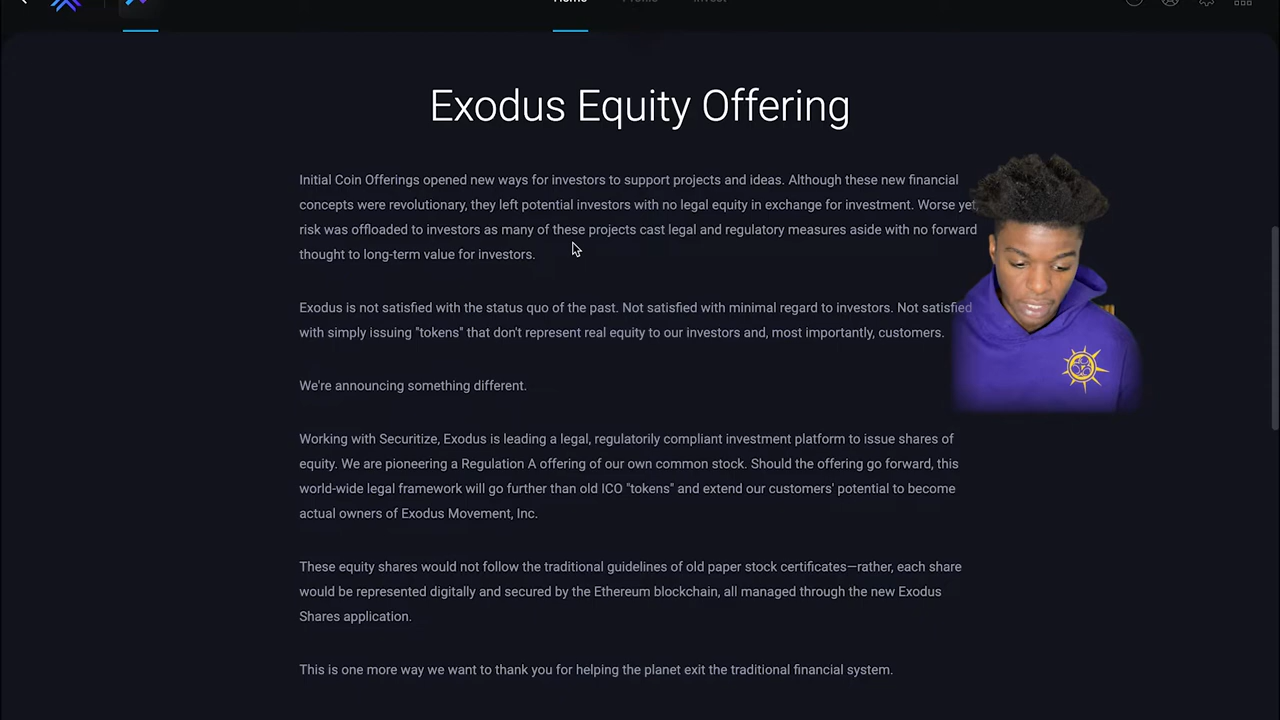 Exodus Equity Offering
Initial Coin Offerings opened new ways for investors to support projects and ideas. Although these new financial
concepts were revolutionary, they left potential investors with no legal equity in exchange for investment. Worse yet,
risk was offloaded to investors as many of these projects cast legal and regulatory measures aside with no forward
thought to long-term value for investors.
Exodus is not satisfied with the status quo of the past. Not satisfied with minimal regard to investors. Not satisfied
with simply issuing "tokens" that don't represent real equity to our investors and, most importantly, customers.
We're announcing something different.
Working with Securitize, Exodus is leading a legal, regulatorily compliant investment platform to issue shares of
equity. We are pioneering a Regulation A offering of our own common stock. Should the offering go forward, this
world-wide legal framework will go further than old ICO "tokens" and extend our customers' potential to become
actual owners of Exodus Movement, Inc.
These equity shares would not follow the traditional guidelines of old paper stock certificates—rather, each share
would be represented digitally and secured by the Ethereum blockchain, all managed through the new Exodus
Shares application.
This is one more way we want to thank you for helping the planet exit the traditional financial system.